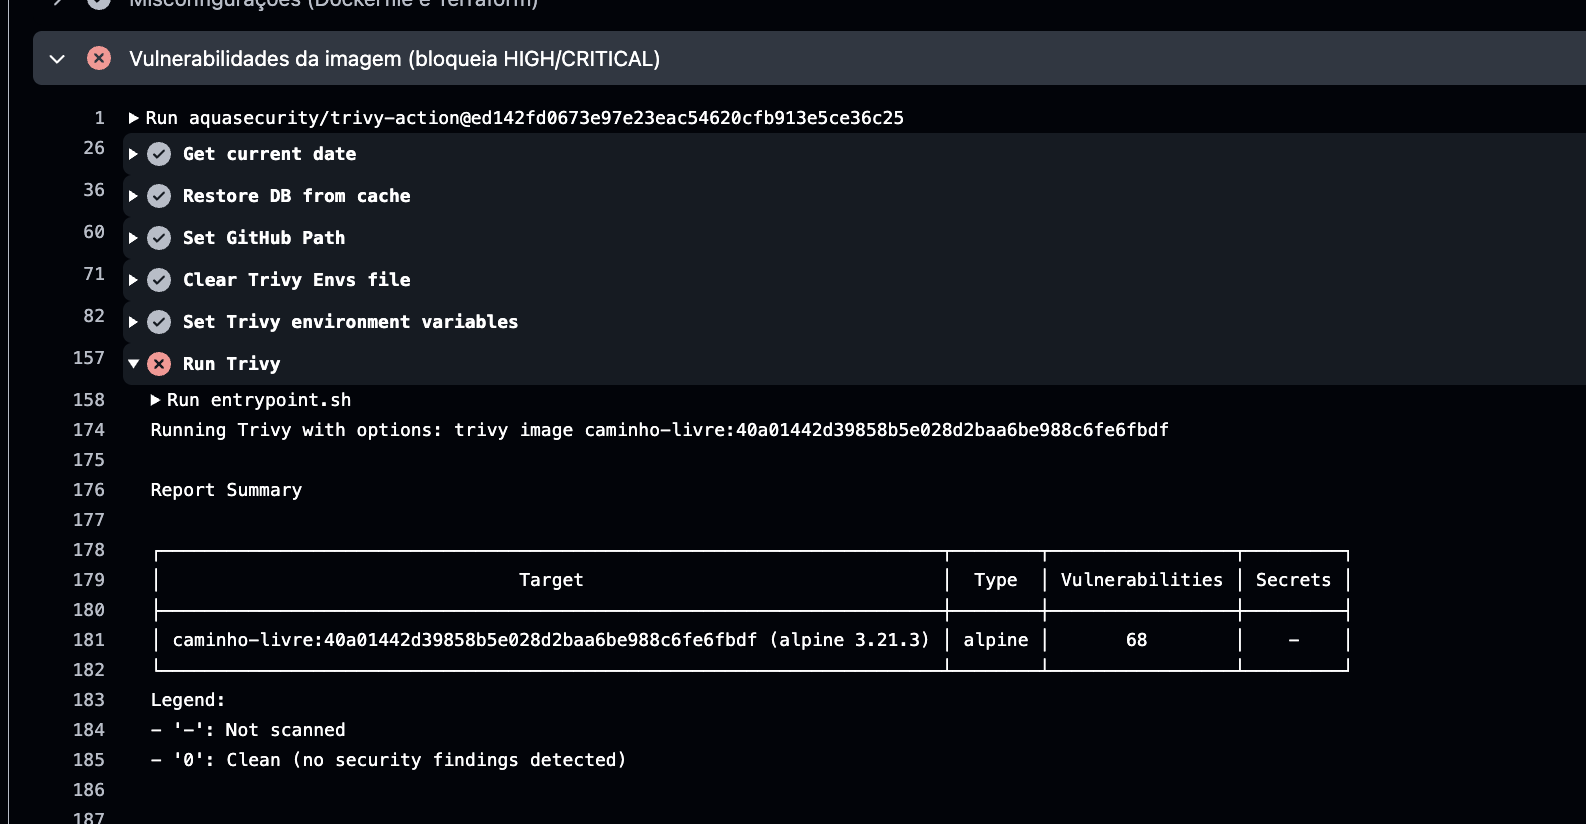 Misconfigurações (Dockerfile e Terraform)
Vulnerabilidades da imagem (bloqueia HIGH/CRITICAL)
1 Run aquasecurity/trivy-action@ed142fd0673e97e23eac54620cfb913e5ce36c25
26 Get current date
36 Restore DB from cache
60 Set GitHub Path
71 Clear Trivy Envs file
82 Set Trivy environment variables
157 Run Trivy
158 Run entrypoint.sh
174 Running Trivy with options: trivy image caminho-livre:40a01442d39858b5e028d2baa6be988c6fe6fbdf
175
176 Report Summary
177
178
179 Target Type Vulnerabilities Secrets
180
181 caminho-livre:40a01442d39858b5e028d2baa6be988c6fe6fbdf (alpine 3.21.3) alpine 68 -
182
183 Legend:
184 - '-': Not scanned
185 - '0': Clean (no security findings detected)
186
187